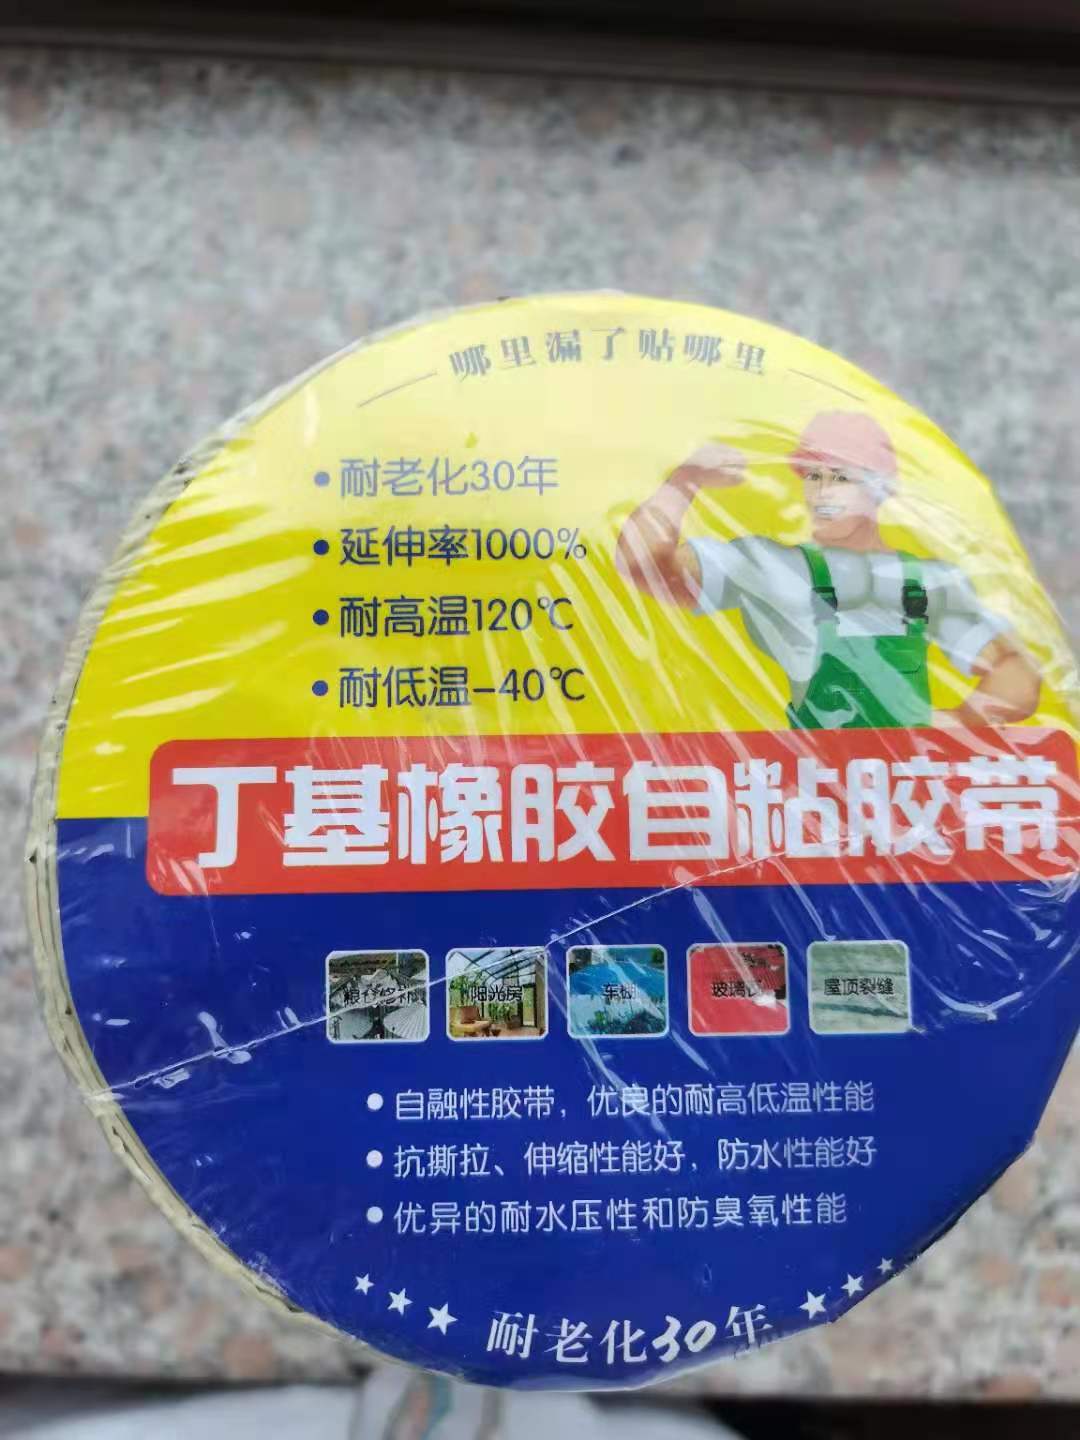 哪里漏了贴哪里
•耐老化30年
•延伸率1000%
•耐高温120℃
•耐低温-40℃
丁基橡胶自粘胶带
阳光房
车棚
玻璃
屋顶裂缝
•自融性胶带，优良的耐高低温性能
•抗撕拉、伸缩性能好，防水性能好
•优异的耐水压性和防臭氧性能
耐老化30年